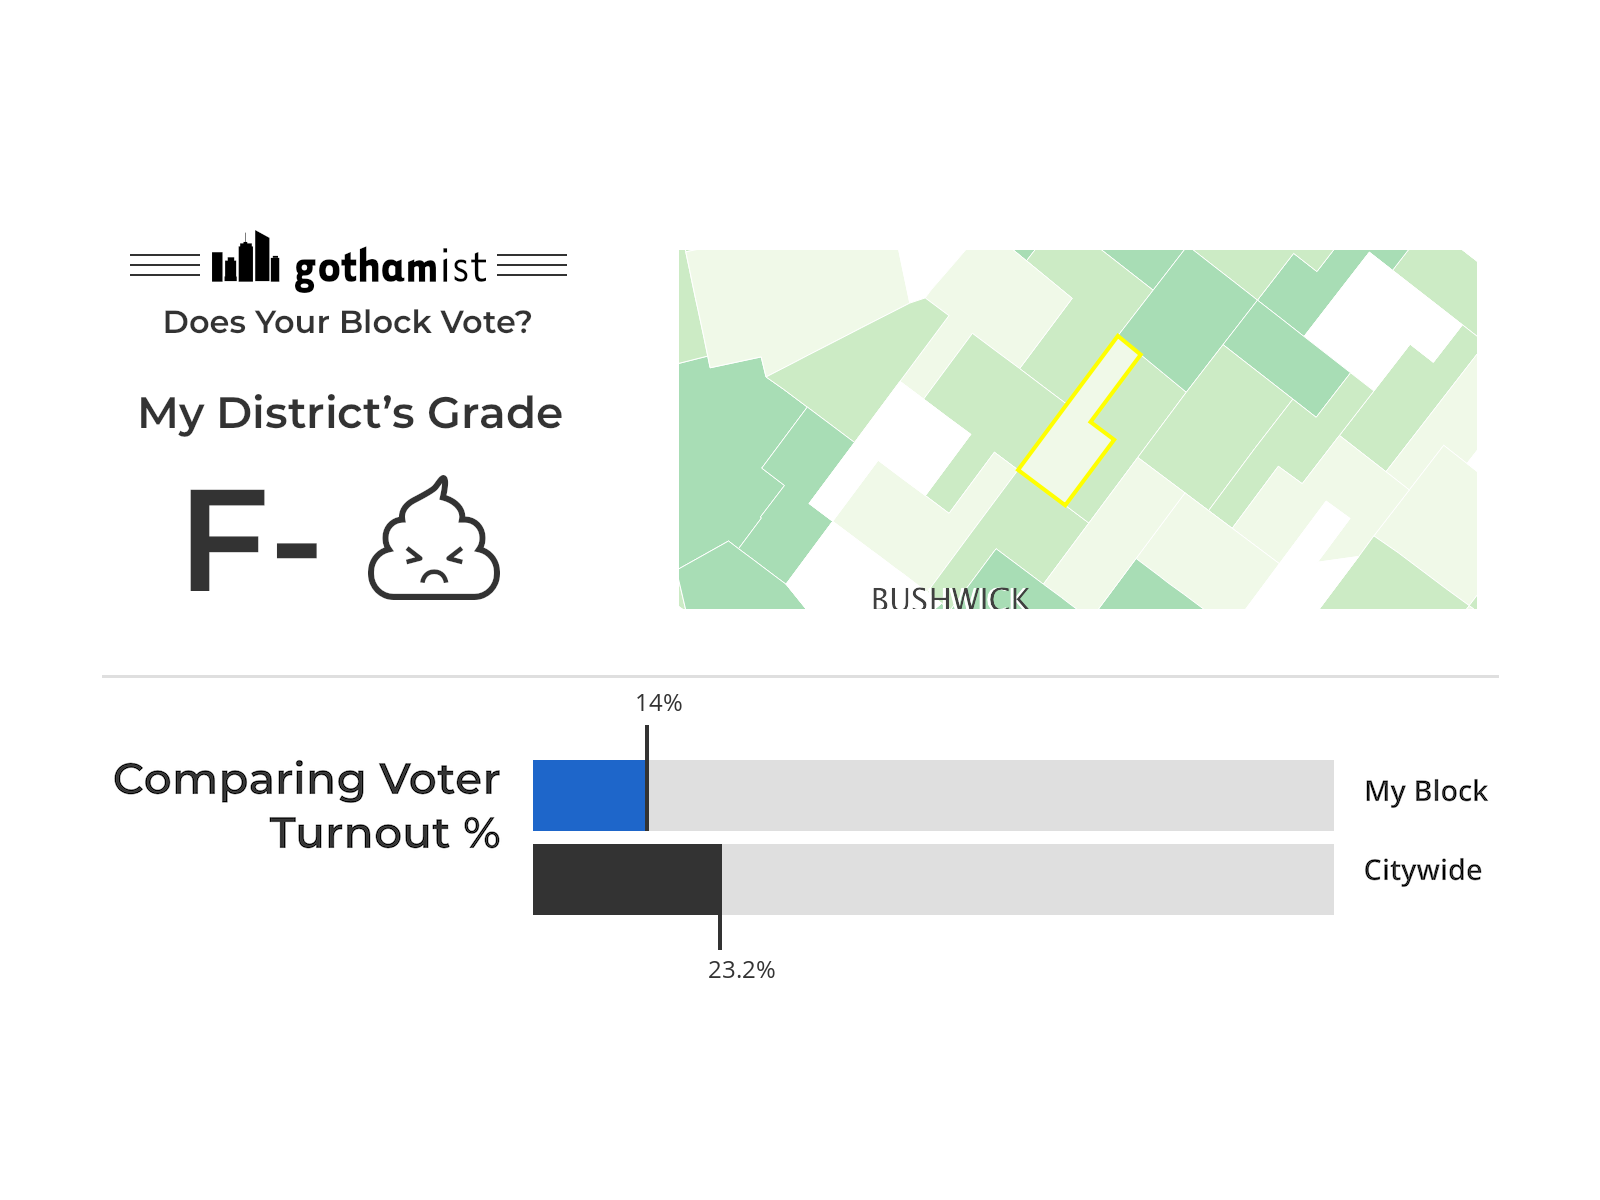 gothamist
Does Your Block Vote?
My District’s Grade
F-
BUSHWICK
14%
Comparing Voter
Turnout %
My Block
Citywide
23.2%